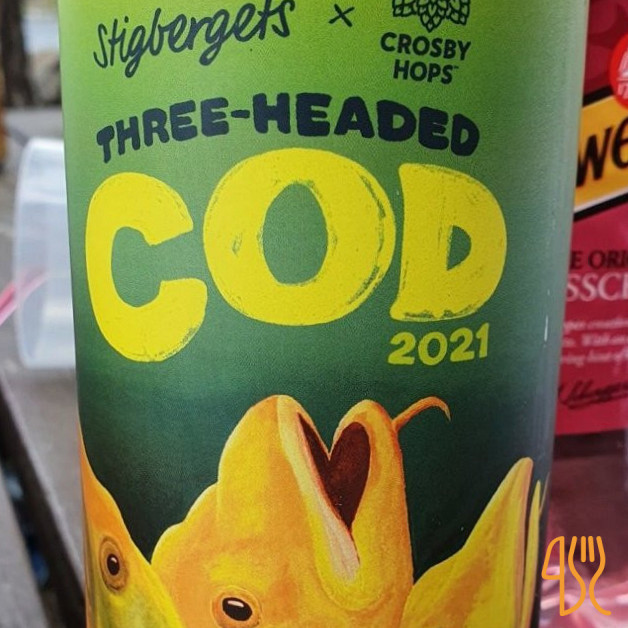 Stigbergets x
CROSBY
HOPS
THREE-HEADED
COD
2021